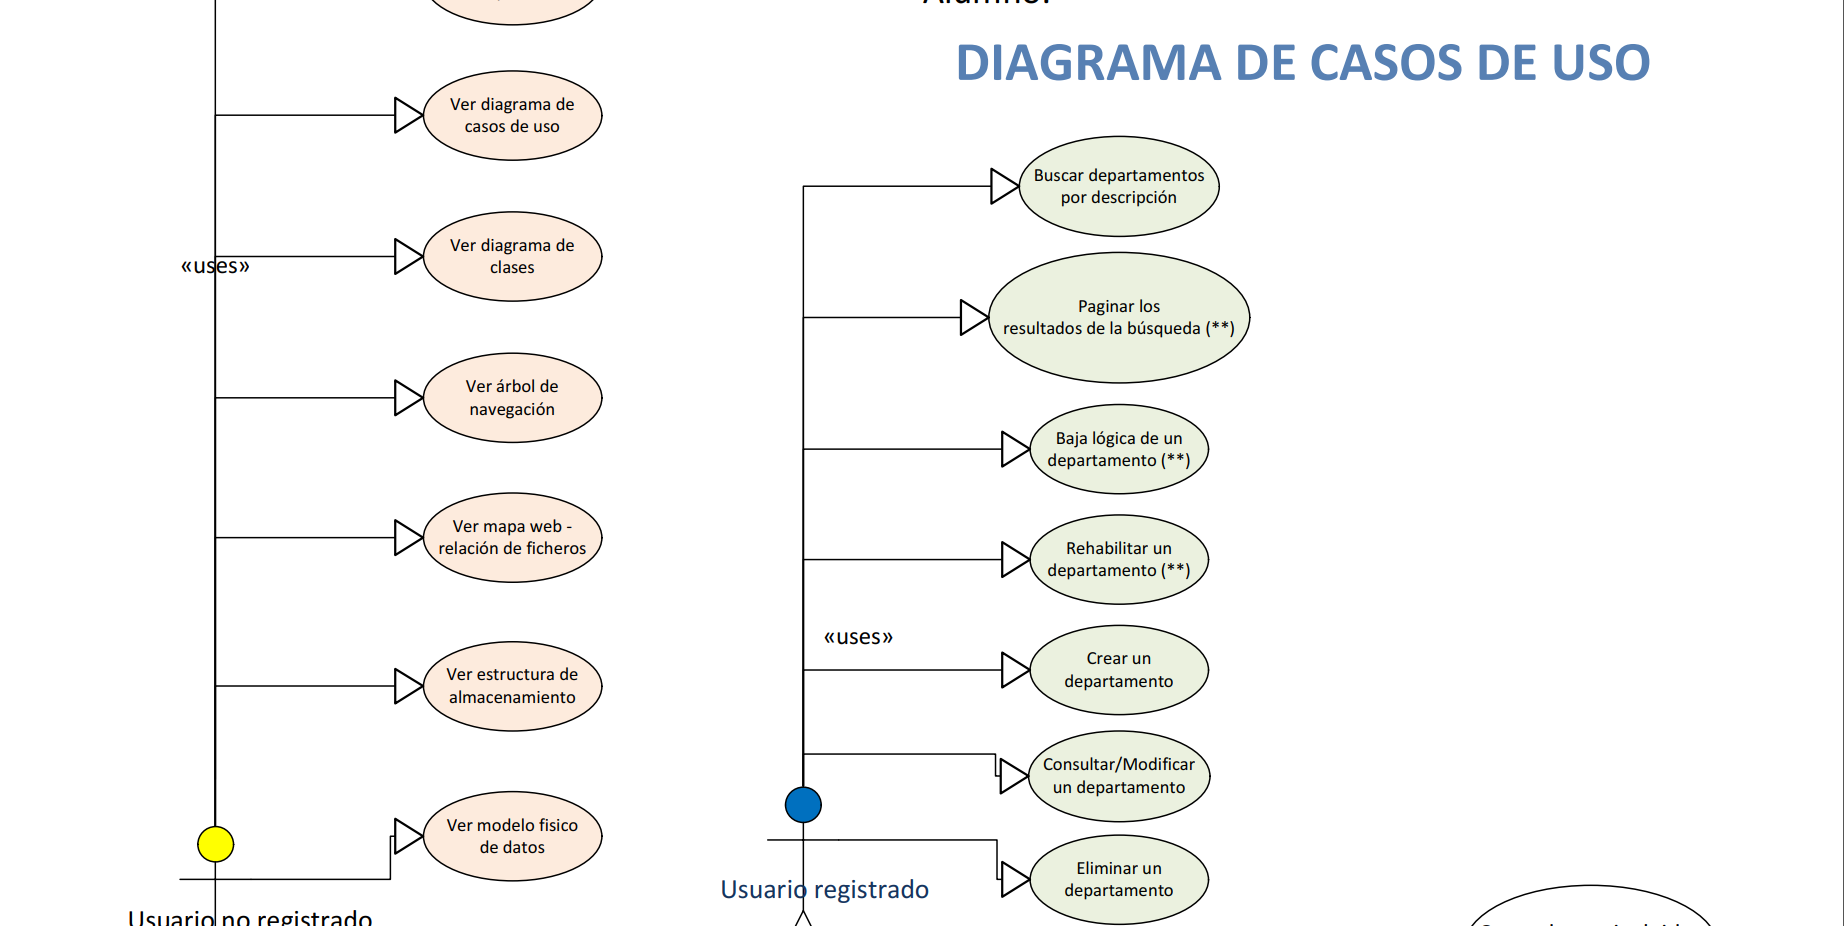 Alumno:
DIAGRAMA DE CASOS DE USO
Ver diagrama de
casos de uso
«uses»
Ver diagrama de
clases
Ver árbol de
navegación
Ver mapa web -
relación de ficheros
Ver estructura de
almacenamiento
Ver modelo fisico
de datos
Usuario no registrado
Buscar departamentos
por descripción
Paginar los
resultados de la búsqueda (**)
Baja lógica de un
departamento (**)
Rehabilitar un
departamento (**)
«uses»
Crear un
departamento
Consultar/Modificar
un departamento
Eliminar un
departamento
Usuario registrado